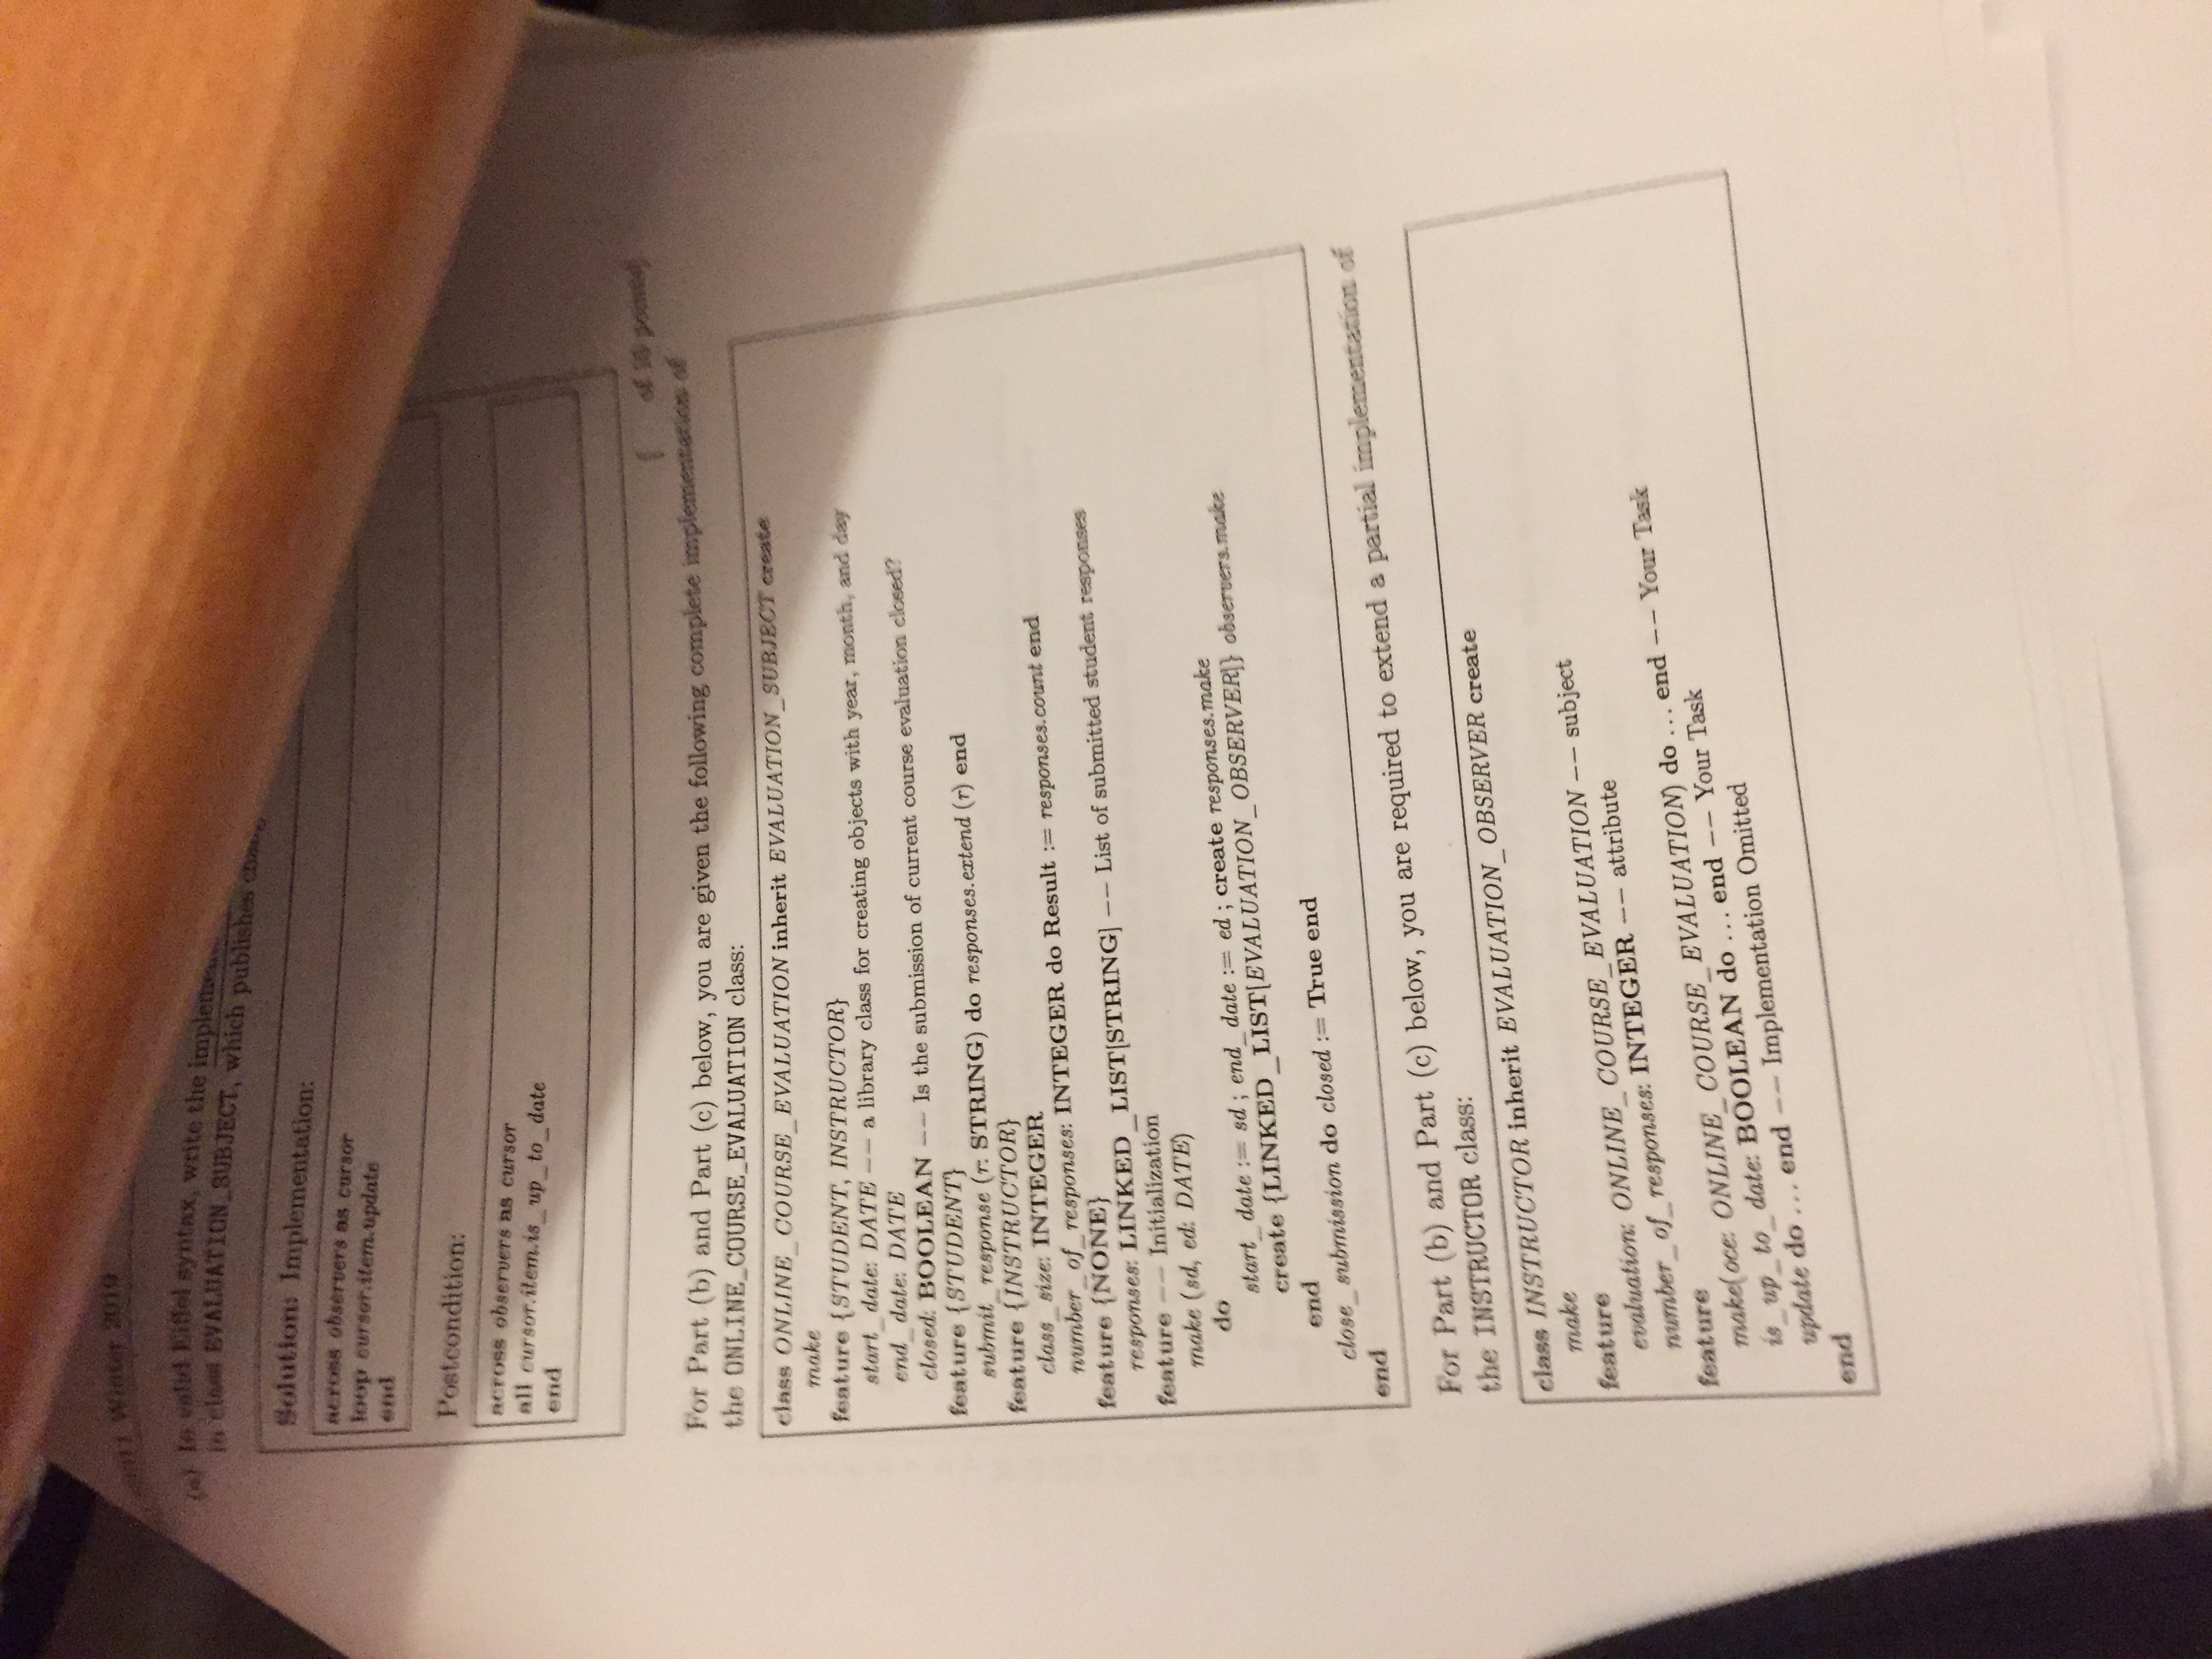 Winter 2019
(a) In valid Eiffel syntax, write the
in class EVALUATION_SUBJECT, which publishes
Solution: Implementation:
across observers as cursor
loop cursor.item.update
end
Postcondition:
across observers as cursor
all cursor.item.is_up_to_date
end
( of 10 points)
For Part (b) and Part (c) below, you are given the following complete implementation of
the ONLINE_COURSE_EVALUATION class:
class ONLINE_COURSE_EVALUATION inherit EVALUATION_SUBJECT create
make
feature {STUDENT, INSTRUCTOR}
start_date: DATE -- a library class for creating objects with year, month, and day
end_date: DATE
closed: BOOLEAN -- Is the submission of current course evaluation closed?
feature {STUDENT}
submit_response (r: STRING) do responses.extend (r) end
feature {INSTRUCTOR}
class_size: INTEGER
number_of_responses: INTEGER do Result := responses.count end
feature {NONE}
responses: LINKED_LIST[STRING] -- List of submitted student responses
feature -- Initialization
make (sd, ed: DATE)
do
start_date := sd ; end_date := ed ; create responses.make
create {LINKED_LIST[EVALUATION_OBSERVER]} observers.make
end
close_submission do closed := True end
end
For Part (b) and Part (c) below, you are required to extend a partial implementation of
the INSTRUCTOR class:
class INSTRUCTOR inherit EVALUATION_OBSERVER create
make
feature
evaluation: ONLINE_COURSE_EVALUATION -- subject
number_of_responses: INTEGER -- attribute
feature
make(oce: ONLINE_COURSE_EVALUATION) do ... end -- Your Task
is_up_to_date: BOOLEAN do ... end -- Your Task
update do ... end -- Implementation Omitted
end